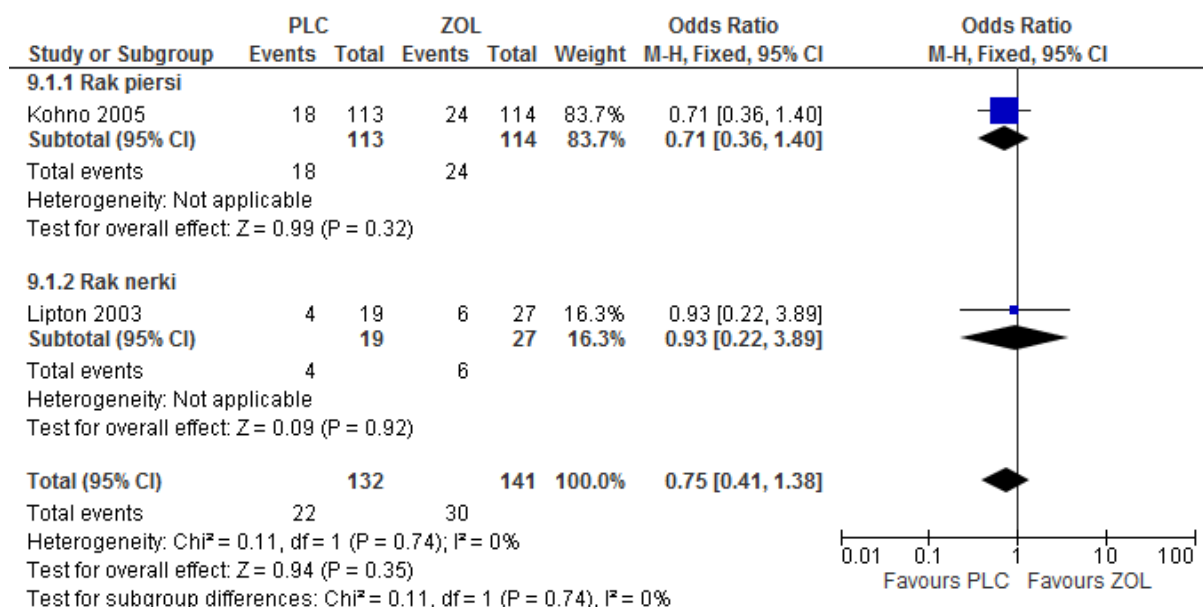 PLC ZOL Odds Ratio Odds Ratio
Study or Subgroup Events Total Events Total Weight M-H, Fixed, 95% CI M-H, Fixed, 95% CI
9.1.1 Rak piersi
Kohno 2005 18 113 24 114 83.7% 0.71 [0.36, 1.40]
Subtotal (95% CI) 113 114 83.7% 0.71 [0.36, 1.40]
Total events 18 24
Heterogeneity: Not applicable
Test for overall effect: Z = 0.99 (P = 0.32)
9.1.2 Rak nerki
Lipton 2003 4 19 6 27 16.3% 0.93 [0.22, 3.89]
Subtotal (95% CI) 19 27 16.3% 0.93 [0.22, 3.89]
Total events 4 6
Heterogeneity: Not applicable
Test for overall effect: Z = 0.09 (P = 0.92)
Total (95% CI) 132 141 100.0% 0.75 [0.41, 1.38]
Total events 22 30
Heterogeneity: Chi² = 0.11, df = 1 (P = 0.74); I² = 0%
Test for overall effect: Z = 0.94 (P = 0.35)
Test for subgroup differences: Chi² = 0.11, df = 1 (P = 0.74), I² = 0%
0.01 0.1 1 10 100
Favours PLC Favours ZOL